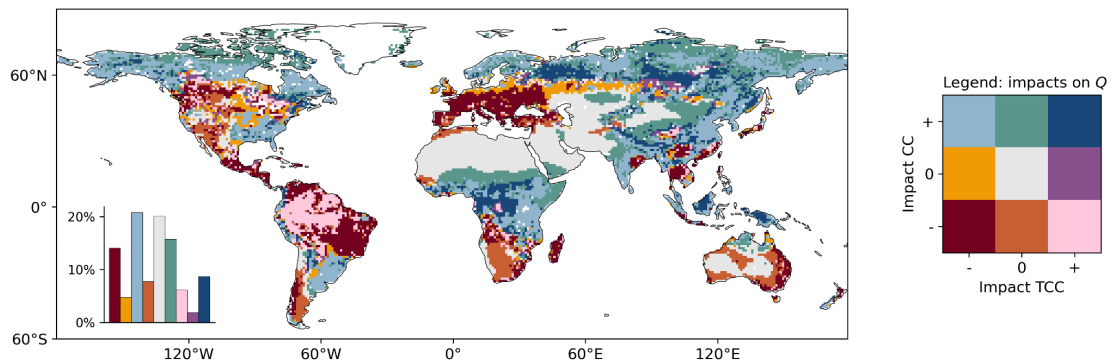 60°N
0°
60°S
120°W
60°W
0°
60°E
120°E
20%
10%
0%
Legend: impacts on Q
Impact CC
+
0
-
-
0
+
Impact TCC